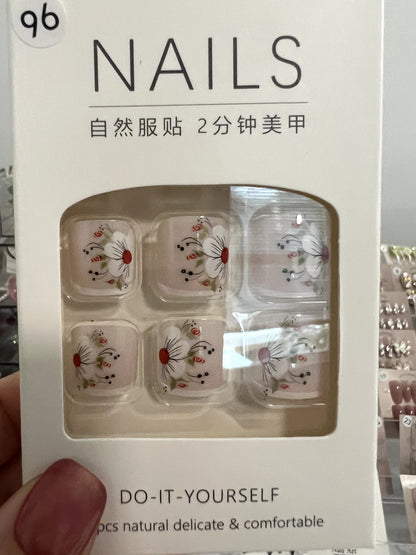 96
NAILS
自然服贴 2分钟美甲
DO-IT-YOURSELF
pcs natural delicate & comfortable